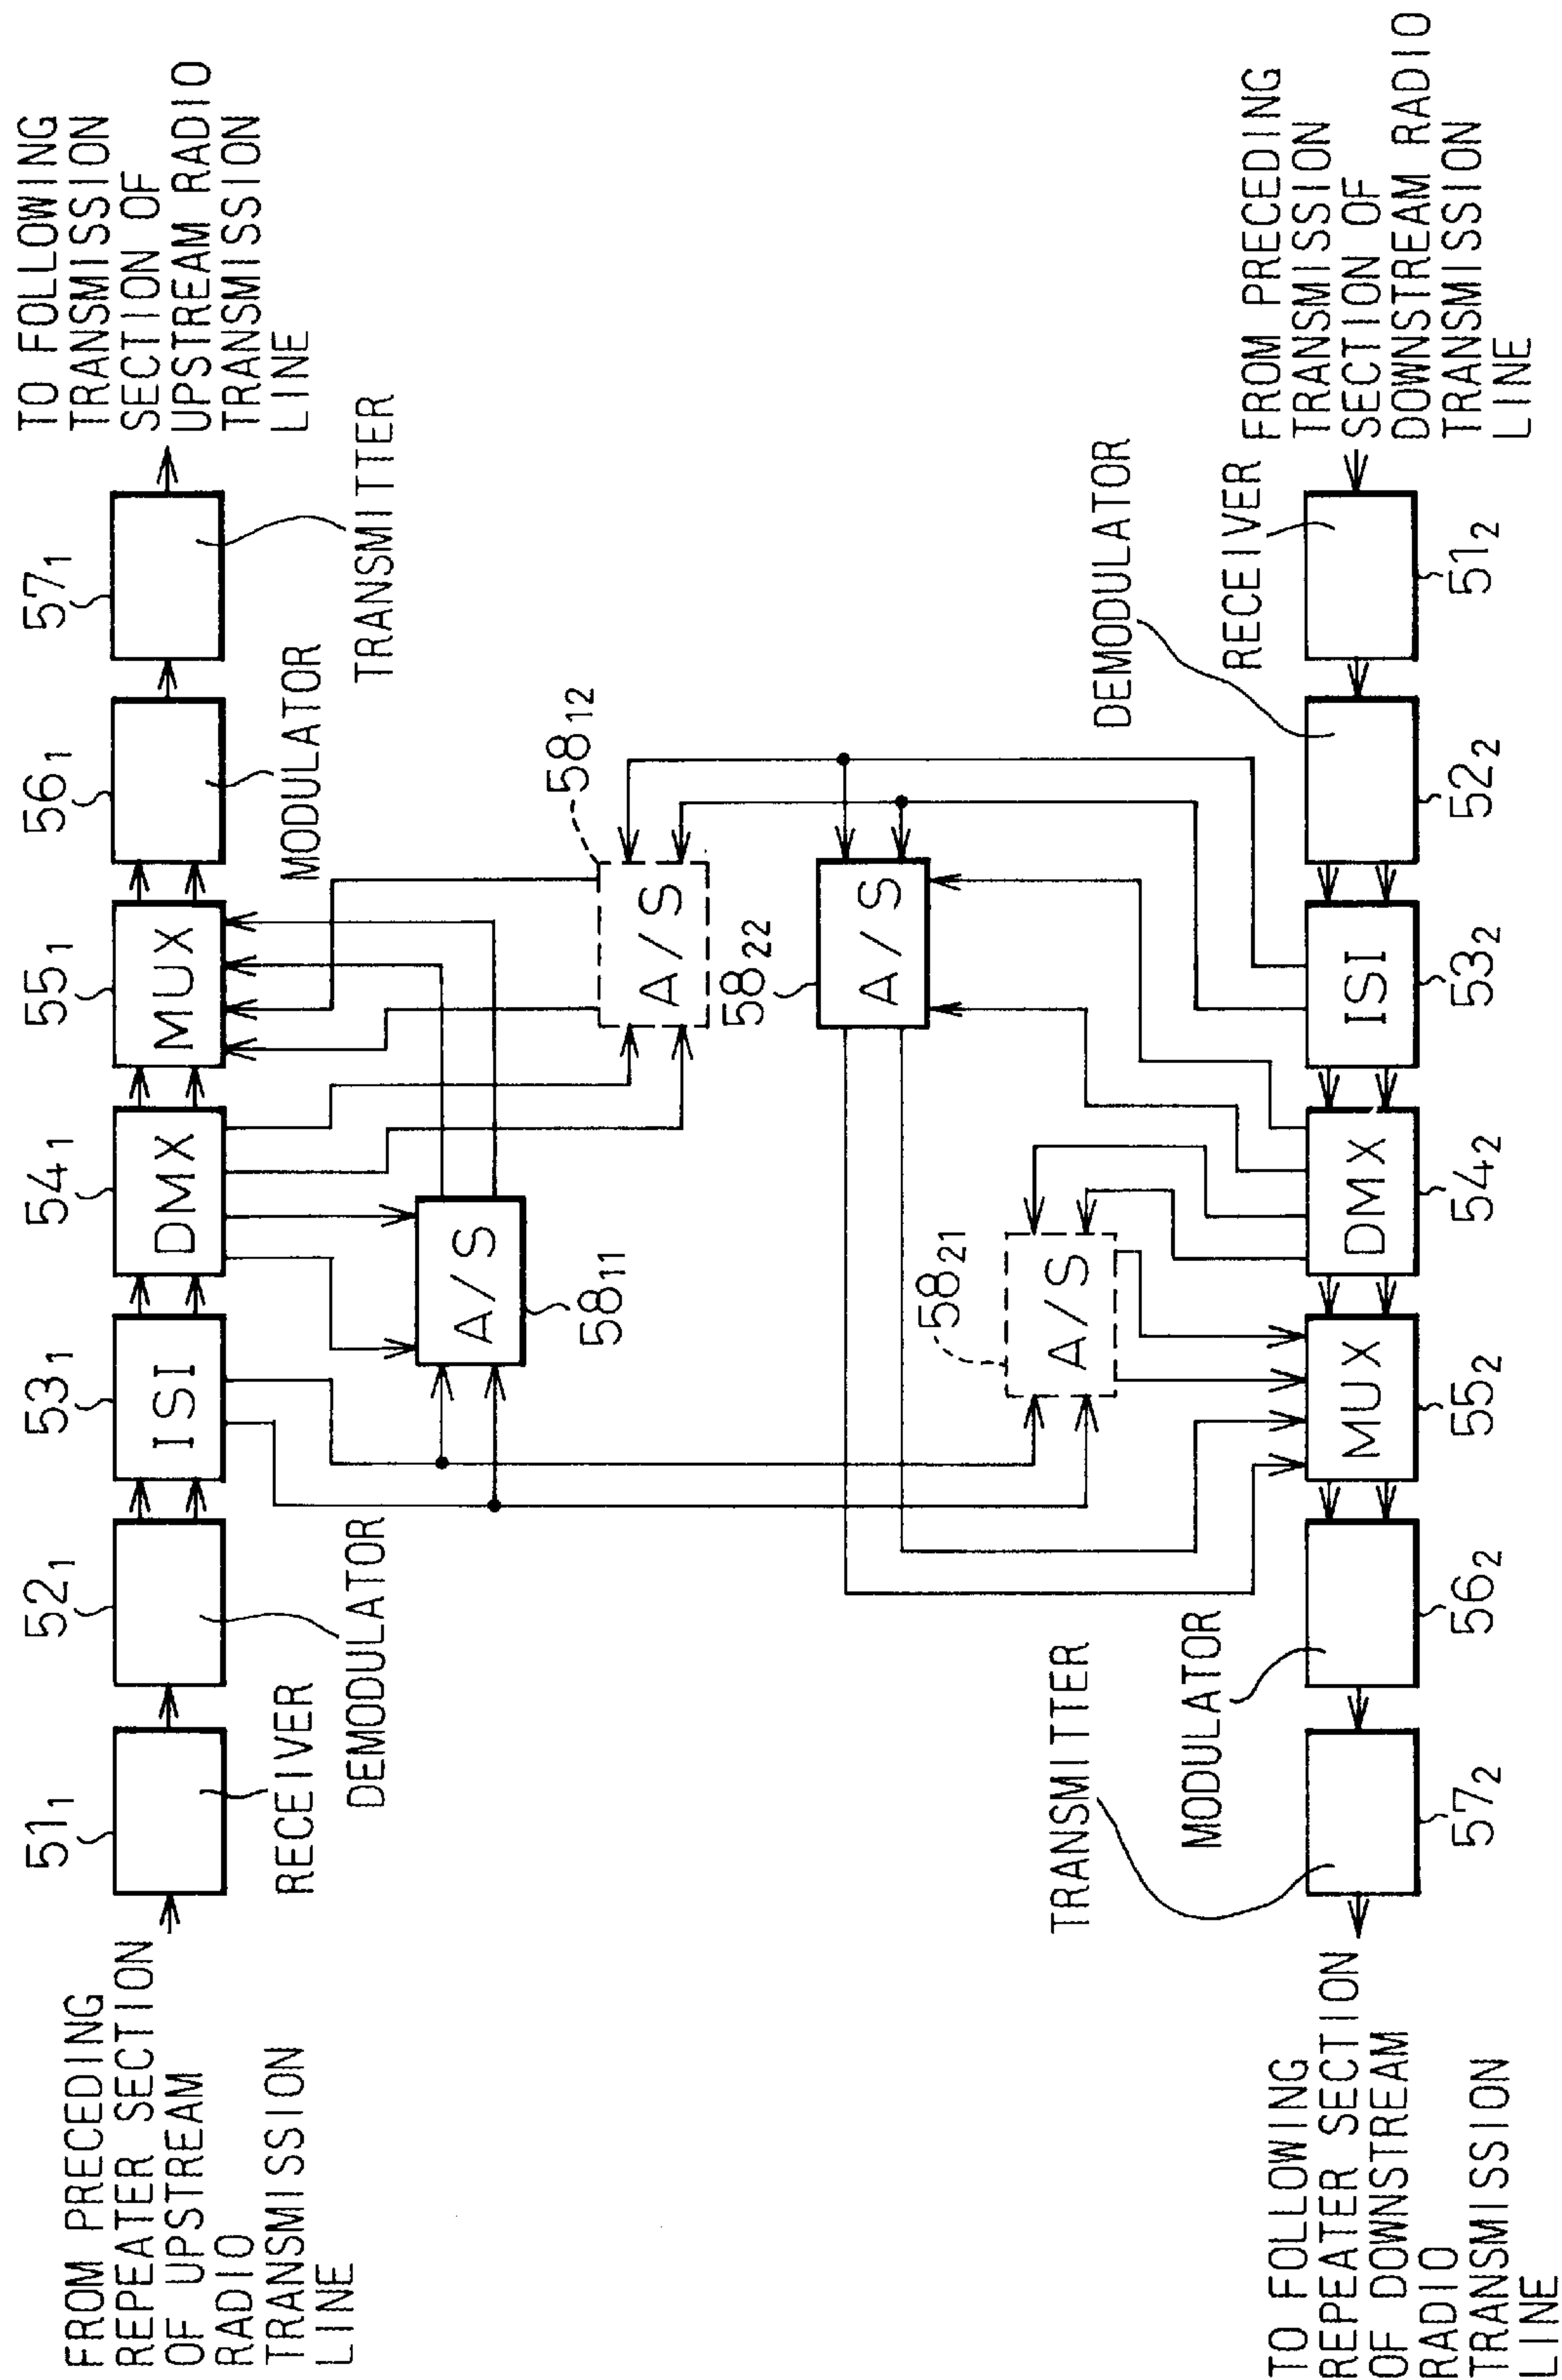 FROM PRECEDING
REPEATER SECTION
OF UPSTREAM
RADIO
TRANSMISSION
LINE
51₁
RECEIVER
52₁
DEMODULATOR
53₁
ISI
54₁
DMX
55₁
MUX
56₁
MODULATOR
57₁
TRANSMITTER
TO FOLLOWING
TRANSMISSION
SECTION OF
UPSTREAM RADIO
TRANSMISSION
LINE
A/S
58₁₁
58₁₂
A/S
58₂₂
A/S
58₂₁
A/S
TO FOLLOWING
REPEATER SECTION
OF DOWNSTREAM
RADIO
TRANSMISSION
LINE
TRANSMITTER
57₂
MODULATOR
56₂
MUX
55₂
DMX
54₂
ISI
53₂
DEMODULATOR
52₂
RECEIVER
51₂
FROM PRECEDING
TRANSMISSION
SECTION OF
DOWNSTREAM RADIO
TRANSMISSION
LINE